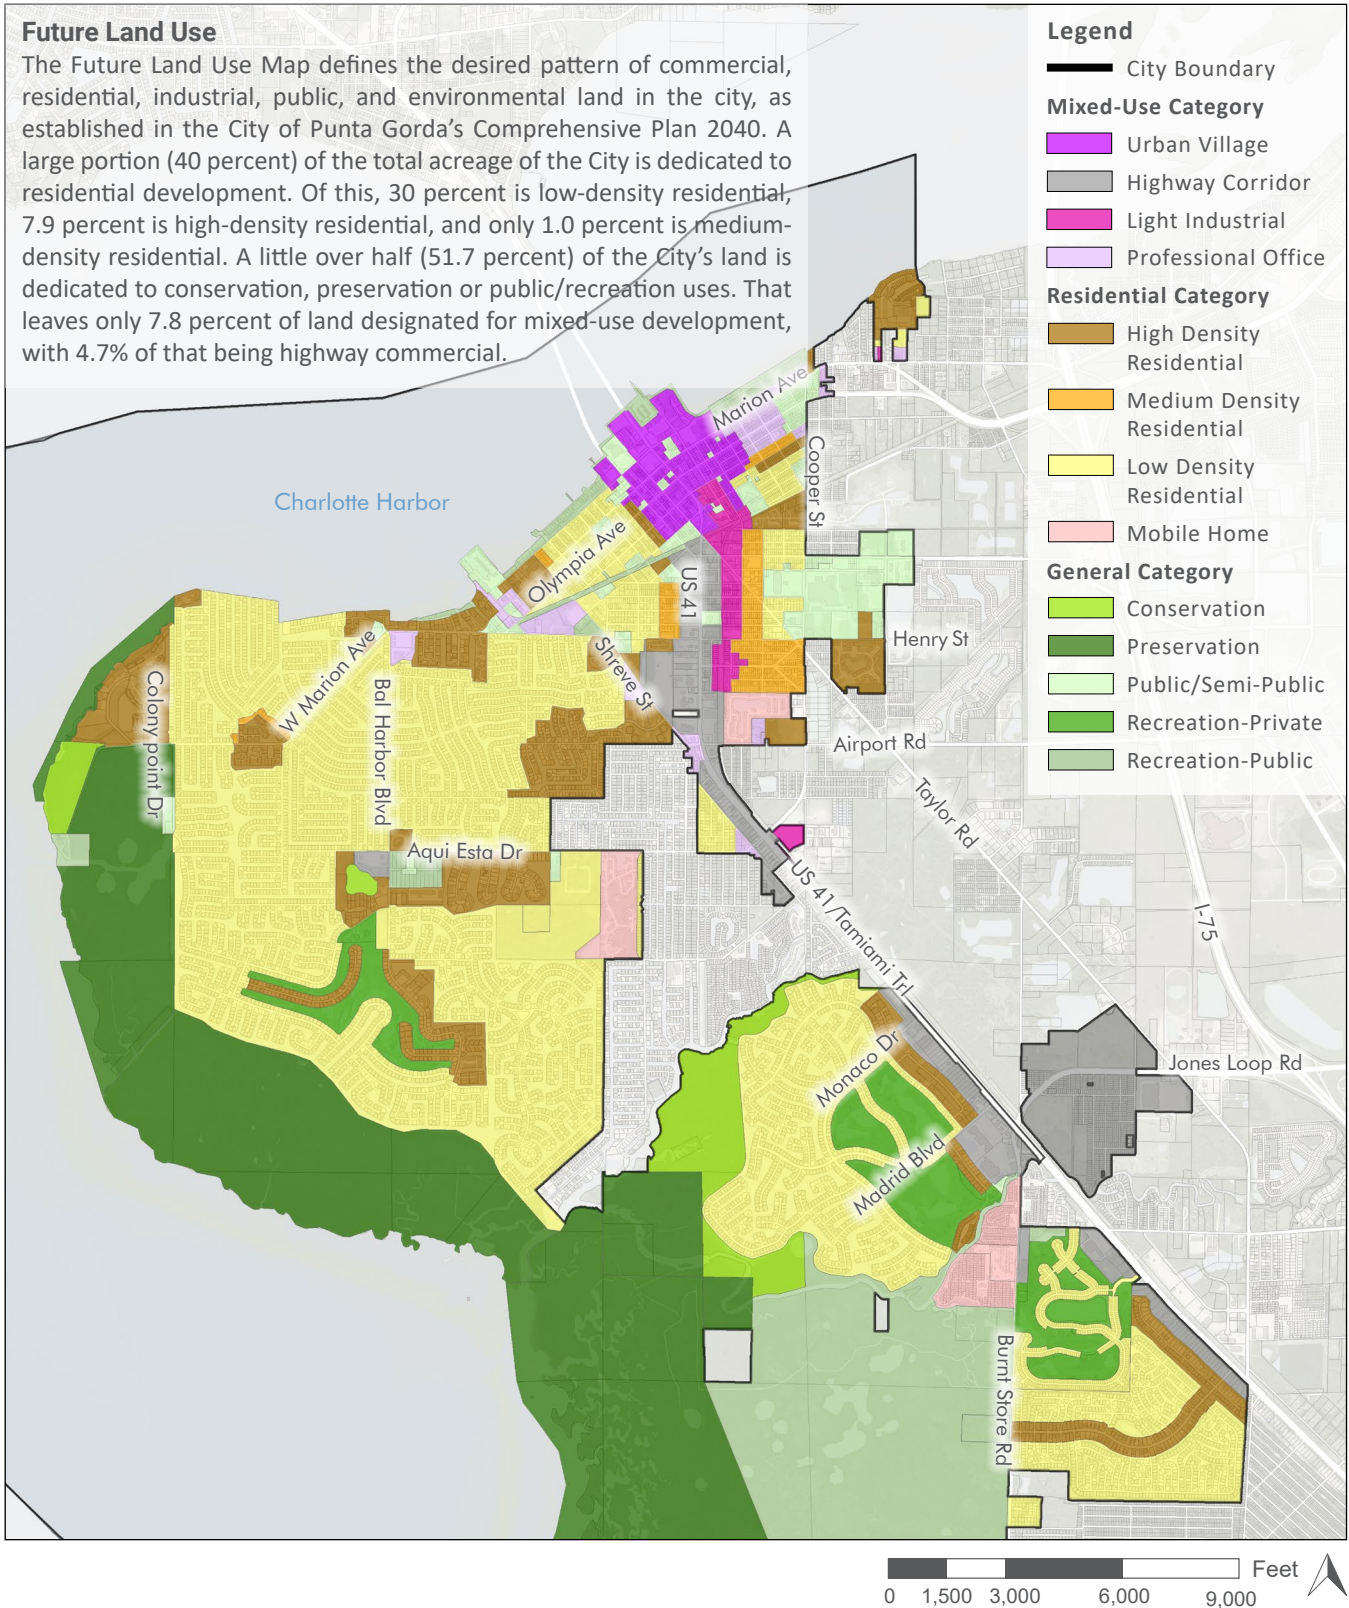 Future Land Use
The Future Land Use Map defines the desired pattern of commercial,
residential, industrial, public, and environmental land in the city, as
established in the City of Punta Gorda's Comprehensive Plan 2040. A
large portion (40 percent) of the total acreage of the City is dedicated to
residential development. Of this, 30 percent is low-density residential,
7.9 percent is high-density residential, and only 1.0 percent is medium-
density residential. A little over half (51.7 percent) of the City's land is
dedicated to conservation, preservation or public/recreation uses. That
leaves only 7.8 percent of land designated for mixed-use development,
with 4.7% of that being highway commercial.
Legend
City Boundary
Mixed-Use Category
Urban Village
Highway Corridor
Light Industrial
Professional Office
Residential Category
High Density
Residential
Medium Density
Residential
Low Density
Residential
Mobile Home
General Category
Conservation
Preservation
Public/Semi-Public
Recreation-Private
Recreation-Public
Marion Ave
Cooper St
Charlotte Harbor
Olympia Ave
US 41
Henry St
Shreve St
W Marion Ave
Colony point Dr
Bal Harbor Blvd
Airport Rd
Taylor Rd
Aqui Esta Dr
US 41/Tamiami Trl
I-75
Monaco Dr
Jones Loop Rd
Madrid Blvd
Burnt Store Rd
Feet
0 1,500 3,000 6,000 9,000